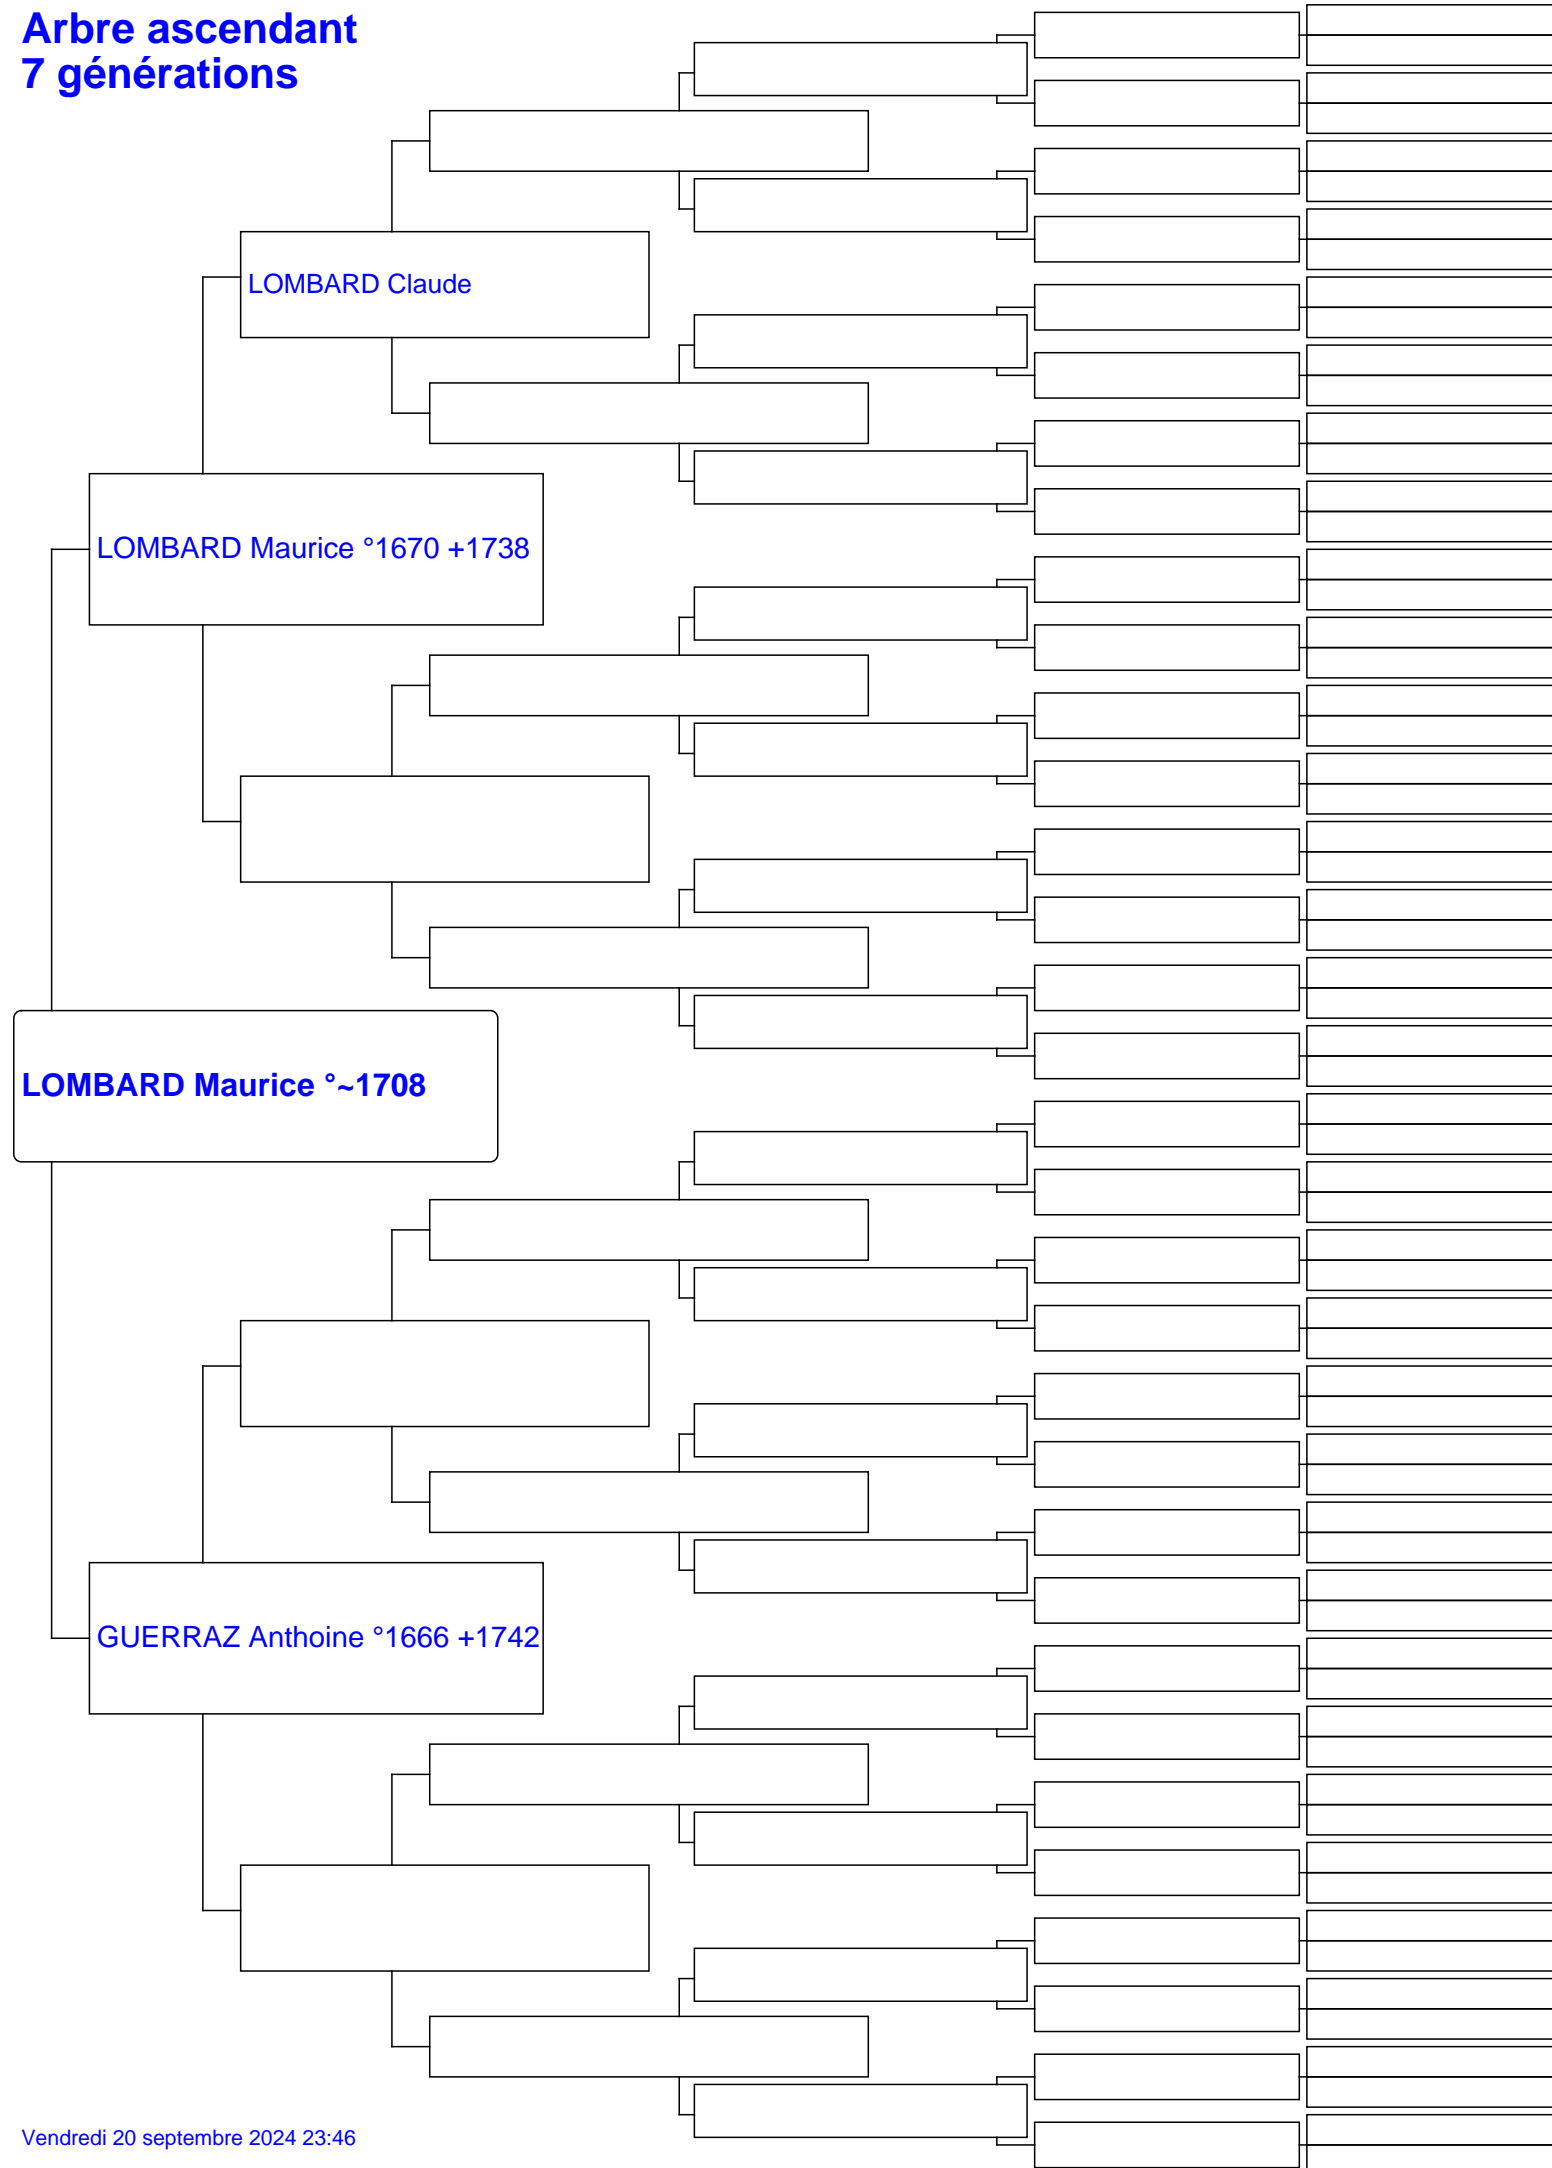 Arbre ascendant
7 générations
LOMBARD Claude
LOMBARD Maurice °1670 +1738
LOMBARD Maurice °~1708
GUERRAZ Anthoine °1666 +1742
Vendredi 20 septembre 2024 23:46